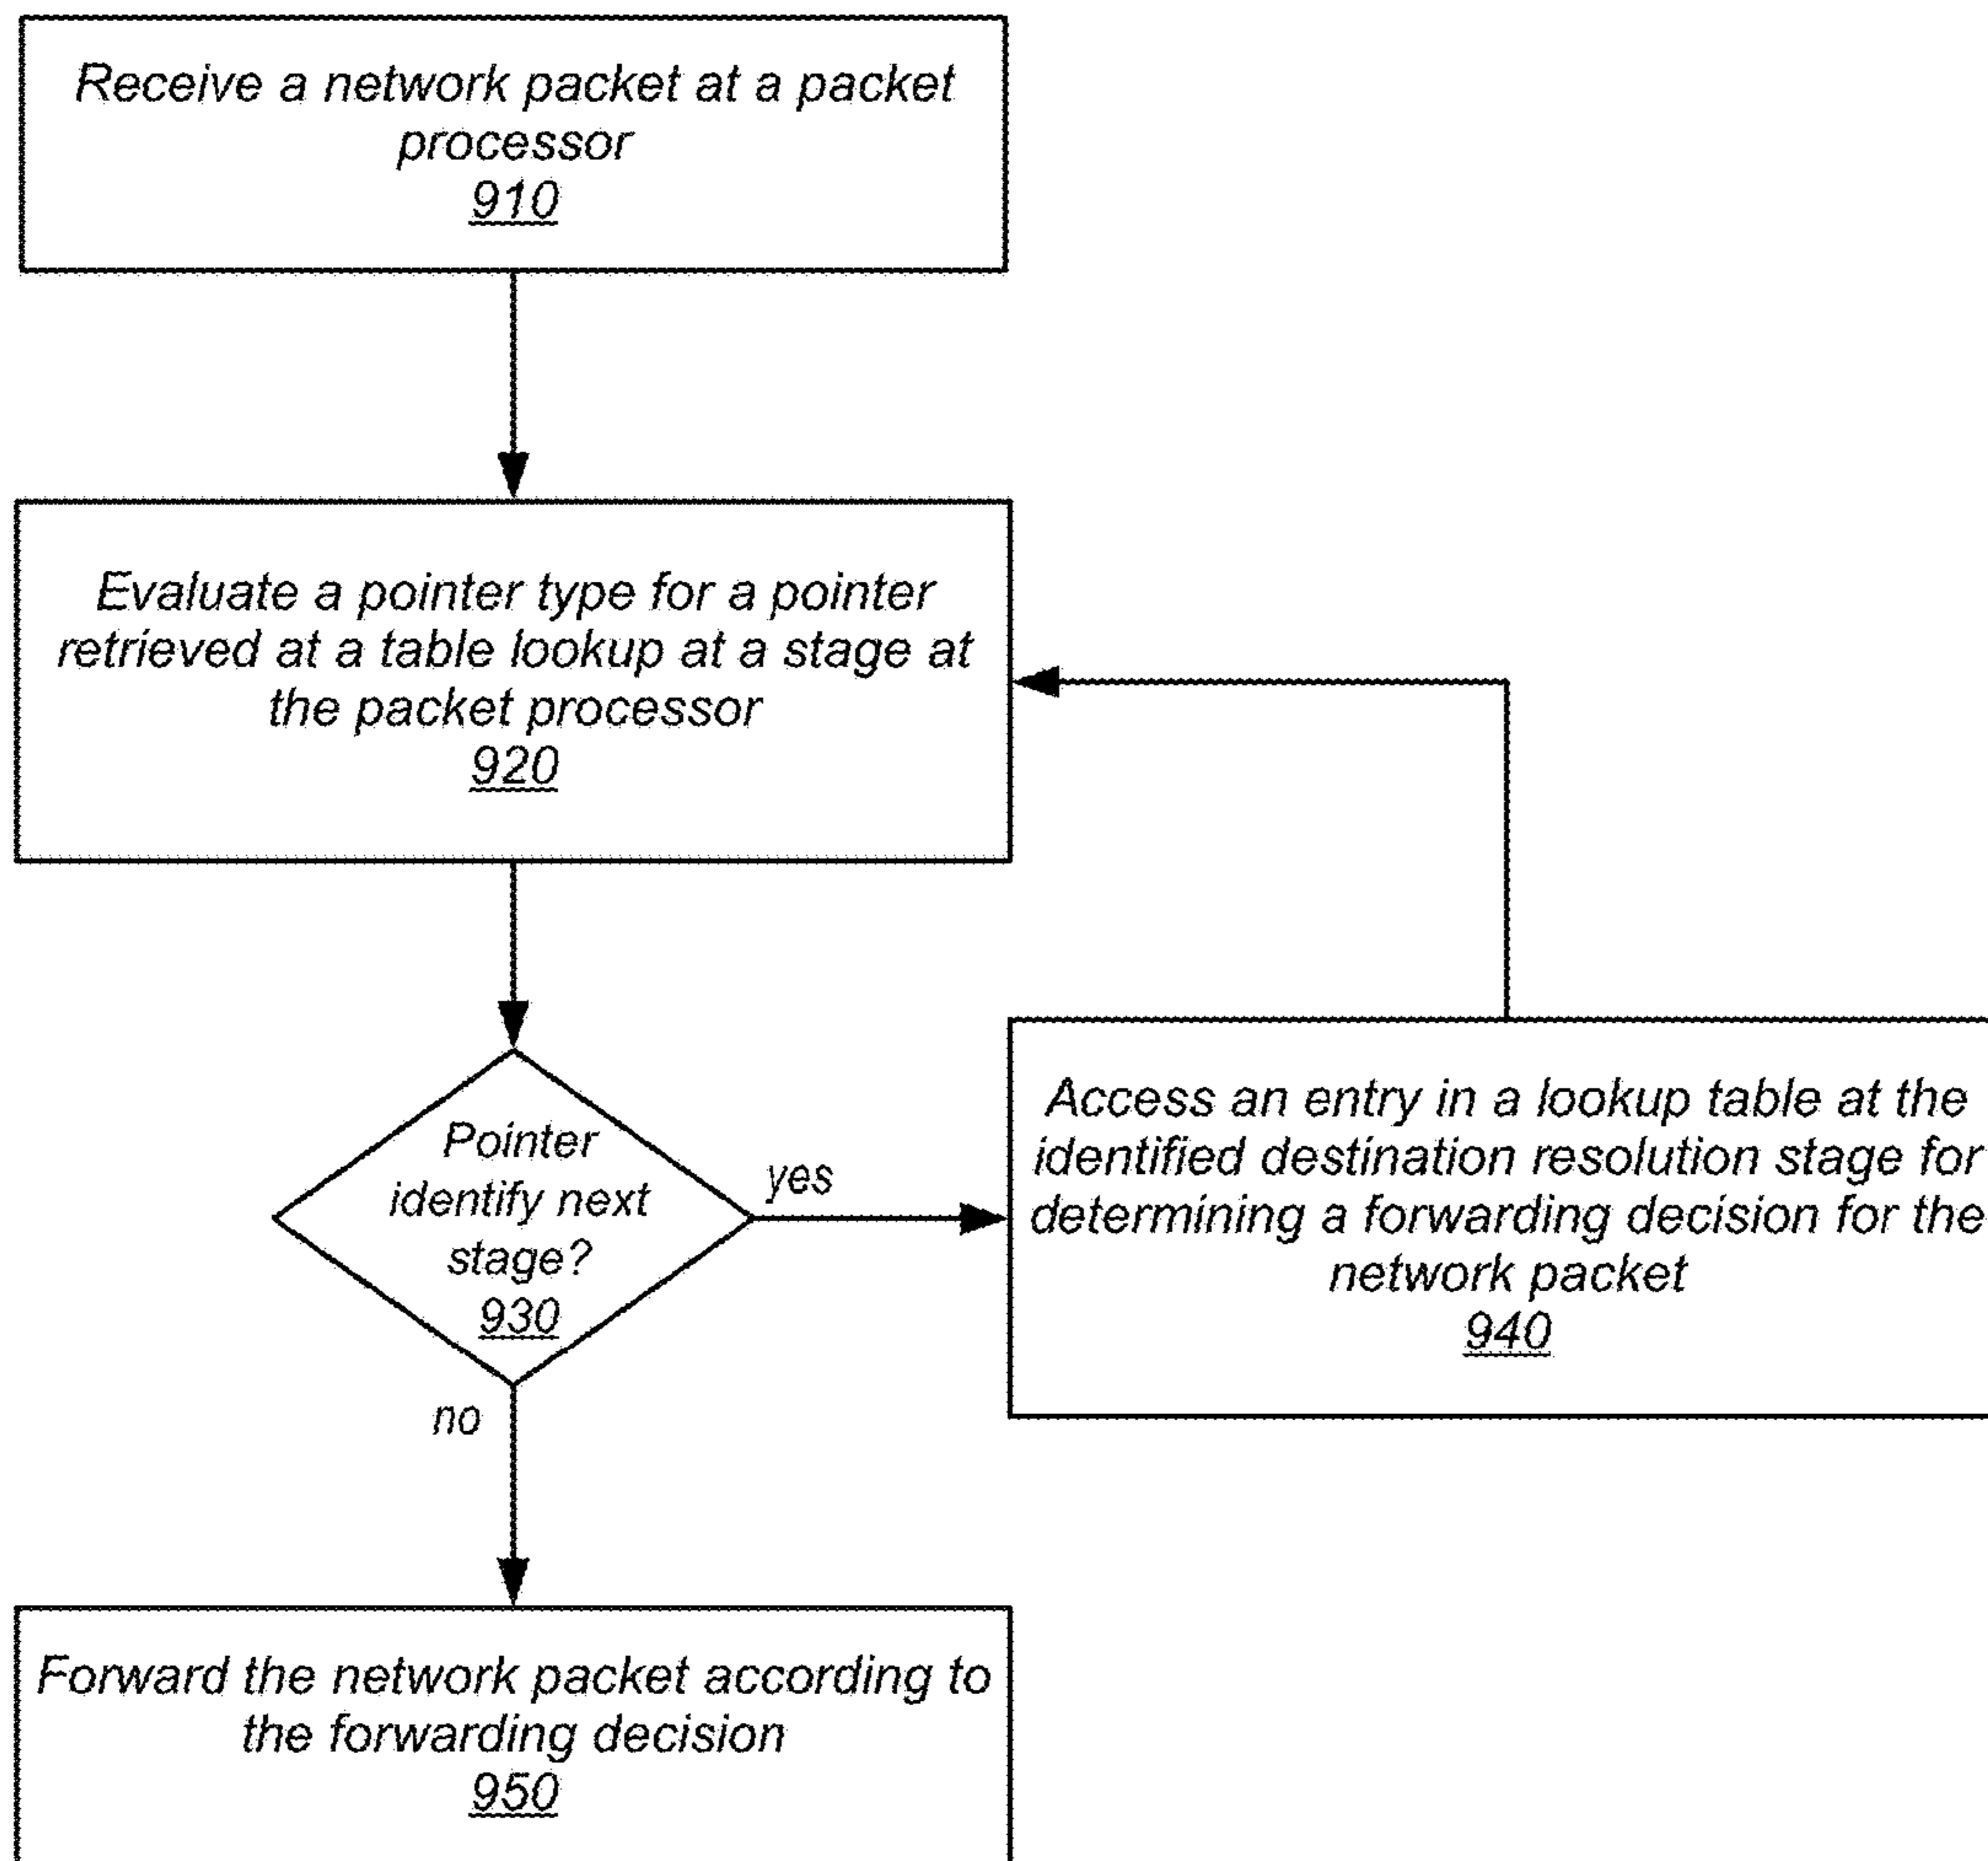 Receive a network packet at a packet
processor
910
Evaluate a pointer type for a pointer
retrieved at a table lookup at a stage at
the packet processor
920
Pointer
identify next
stage?
930
yes
no
Access an entry in a lookup table at the
identified destination resolution stage for
determining a forwarding decision for the
network packet
940
Forward the network packet according to
the forwarding decision
950